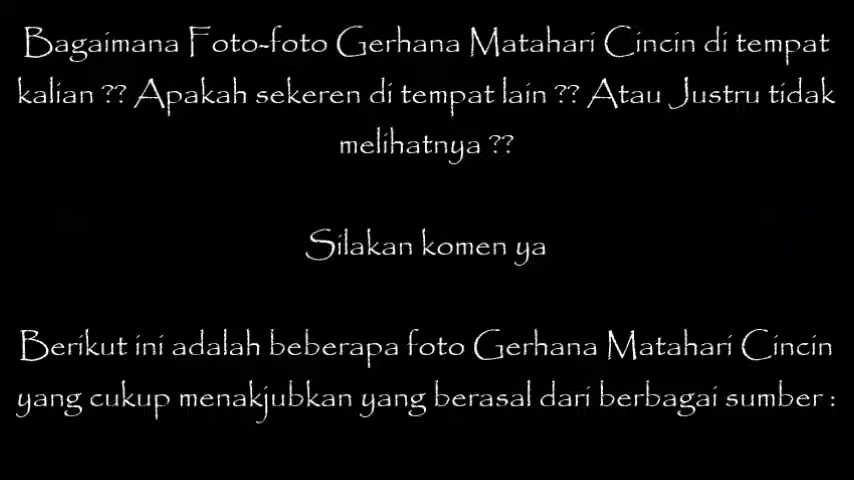 Bagaimana Foto-foto Gerhana Matahari Cincin di tempat
kalian ?? Apakah sekeren di tempat lain ?? Atau Justru tidak
melihatnya ??
Silakan komen ya
Berikut ini adalah beberapa foto Gerhana Matahari Cincin
yang cukup menakjubkan yang berasal dari berbagai sumber :